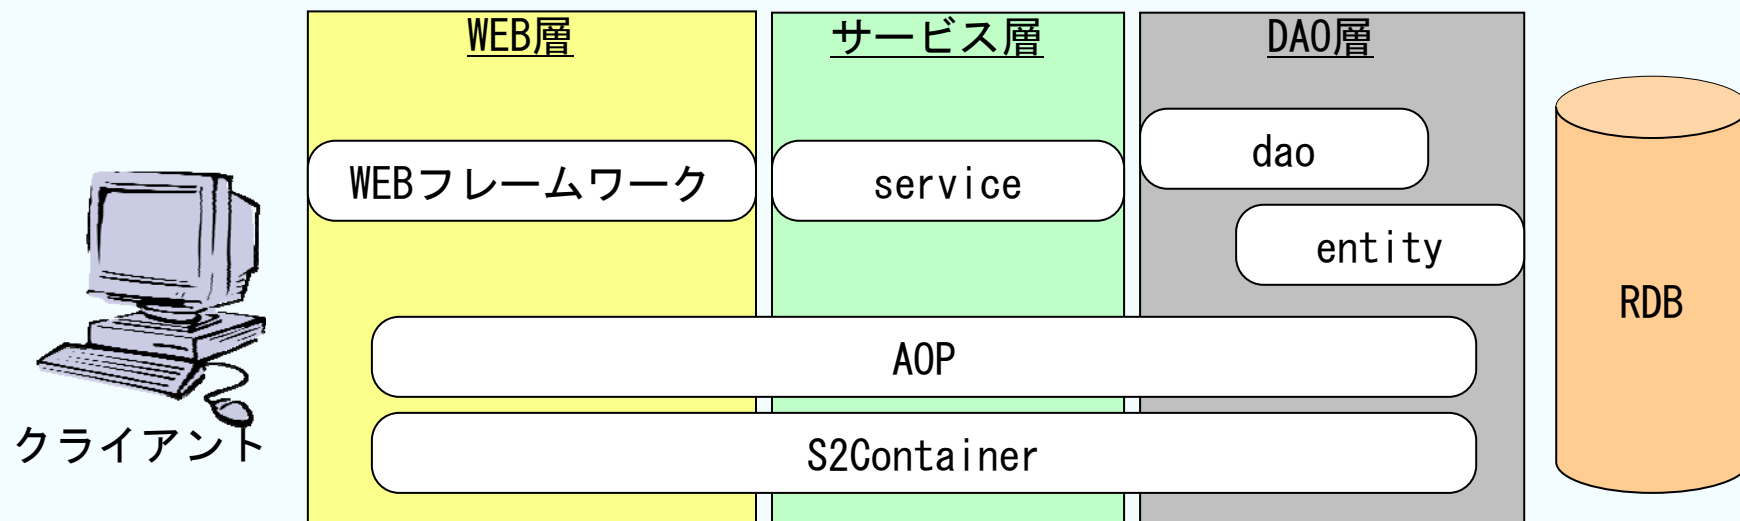 WEB層
サービス層
DAO層
WEBフレームワーク
service
dao
entity
RDB
AOP
S2Container
クライアント